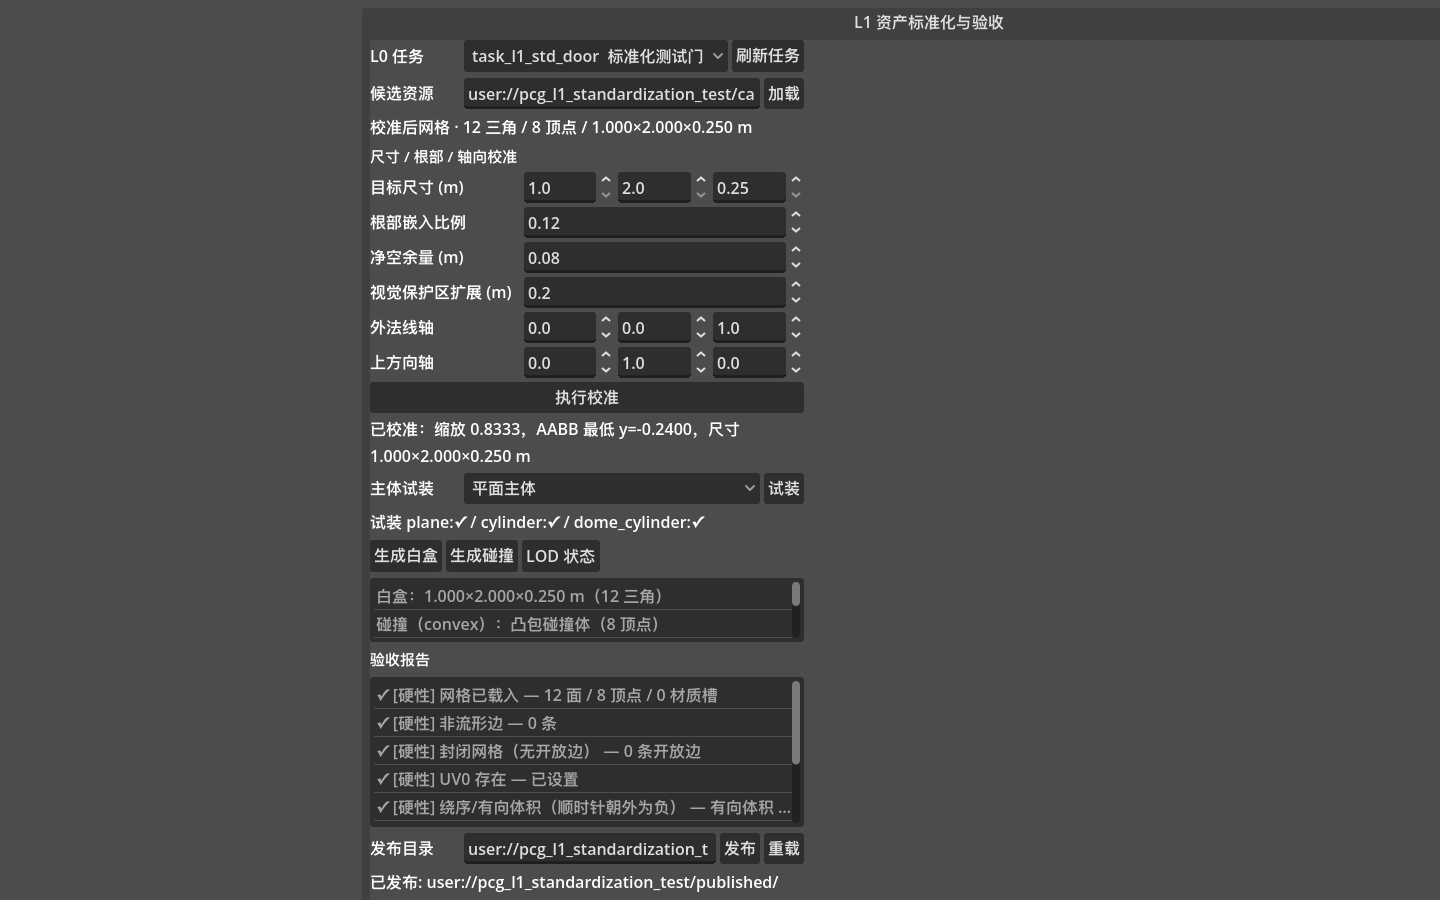 L1 资产标准化与验收
L0 任务 task_l1_std_door 标准化测试门 刷新任务
候选资源 user://pcg_l1_standardization_test/ca 加载
校准后网格 · 12 三角 / 8 顶点 / 1.000×2.000×0.250 m
尺寸 / 根部 / 轴向校准
目标尺寸 (m) 1.0 2.0 0.25
根部嵌入比例 0.12
净空余量 (m) 0.08
视觉保护区扩展 (m) 0.2
外法线轴 0.0 0.0 1.0
上方向轴 0.0 1.0 0.0
执行校准
已校准：缩放 0.8333，AABB 最低 y=-0.2400，尺寸
1.000×2.000×0.250 m
主体试装 平面主体 试装
试装 plane:✓ / cylinder:✓ / dome_cylinder:✓
生成白盒 生成碰撞 LOD 状态
白盒：1.000×2.000×0.250 m（12 三角）
碰撞（convex）：凸包碰撞体（8 顶点）
验收报告
✓ [硬性] 网格已载入 — 12 面 / 8 顶点 / 0 材质槽
✓ [硬性] 非流形边 — 0 条
✓ [硬性] 封闭网格（无开放边） — 0 条开放边
✓ [硬性] UV0 存在 — 已设置
✓ [硬性] 绕序/有向体积（顺时针朝外为负） — 有向体积 ...
发布目录 user://pcg_l1_standardization_t 发布 重载
已发布: user://pcg_l1_standardization_test/published/